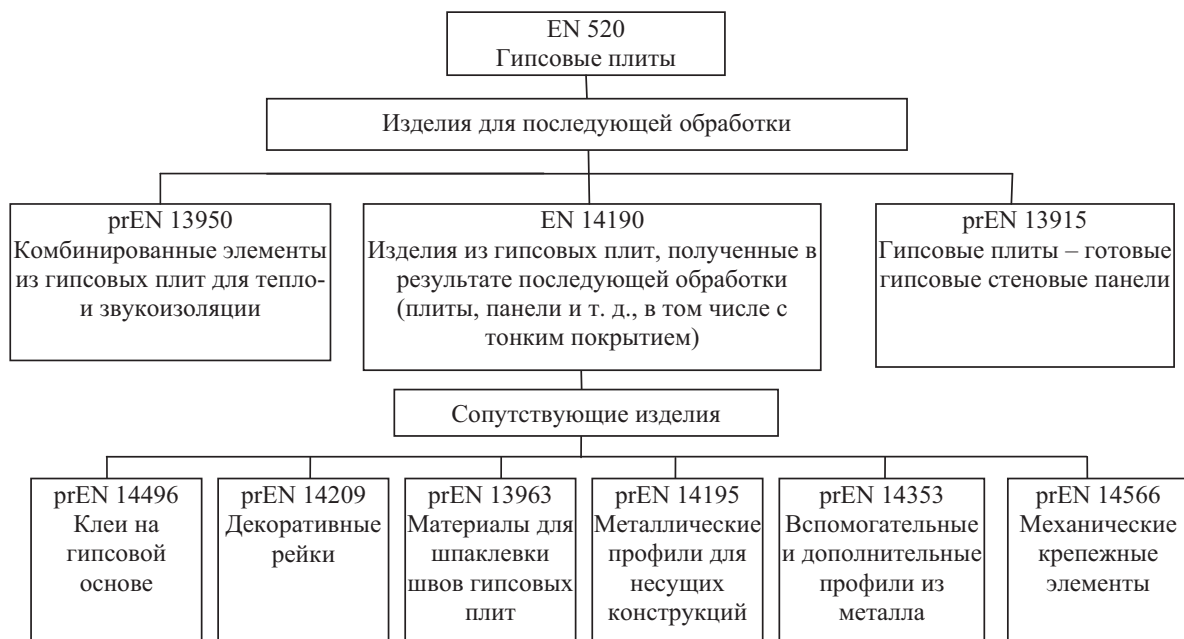 EN 520
Гипсовые плиты
Изделия для последующей обработки
prEN 13950
Комбинированные элементы
из гипсовых плит для тепло-
и звукоизоляции
EN 14190
Изделия из гипсовых плит, полученные в
результате последующей обработки
(плиты, панели и т. д., в том числе с
тонким покрытием)
prEN 13915
Гипсовые плиты – готовые
гипсовые стеновые панели
Сопутствующие изделия
prEN 14496
Клеи на
гипсовой
основе
prEN 14209
Декоративные
рейки
prEN 13963
Материалы для
шпаклевки
швов гипсовых
плит
prEN 14195
Металлические
профили для
несущих
конструкций
prEN 14353
Вспомогательные
и дополнительные
профили из
металла
prEN 14566
Механические
крепежные
элементы